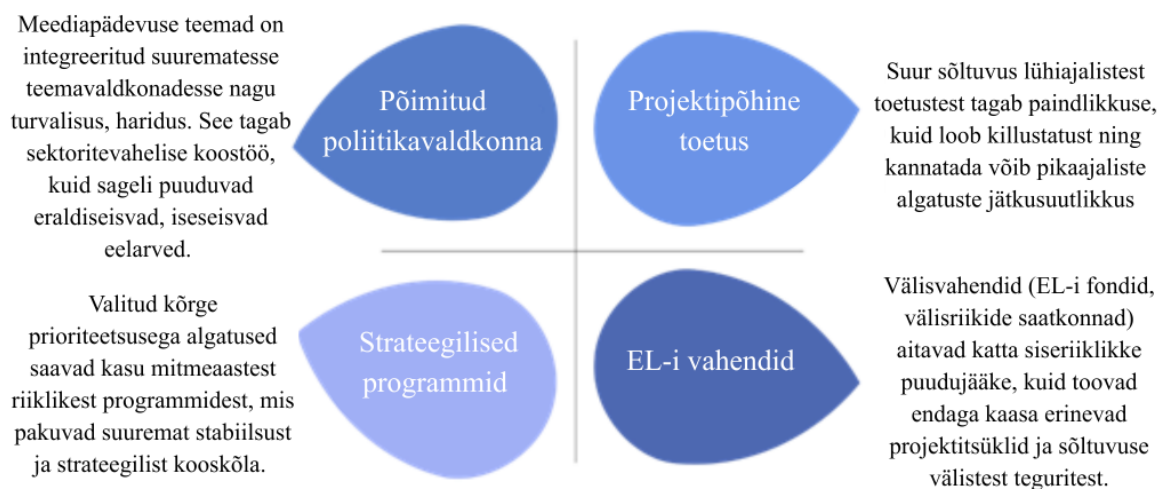 Meediapädevuse teemad on
integreeritud suurematesse
teemavaldkonadesse nagu
turvalisus, haridus. See tagab
sektoritevahelise koostöö,
kuid sageli puuduvad
eraldiseisvad, iseseisvad
eelarved.
Põimitud
poliitikavaldkonna
Projektipõhine
toetus
Suur sõltuvus lühiajalistest
toetustest tagab paindlikkuse,
kuid loob killustatust ning
kannatada võib pikaajaliste
algatuste jätkusuutlikkus
Valitud kõrge
prioriteetsusega algatused
saavad kasu mitmeaastest
riiklikest programmidest, mis
pakuvad suuremat stabiilsust
ja strateegilist kooskõla.
Strateegilised
programmid
EL-i vahendid
Välisvahendid (EL-i fondid,
välisriikide saatkonnad)
aitavad katta siseriiklikke
puudujääke, kuid toovad
endaga kaasa erinevad
projektitsüklid ja sõltuvuse
välistest teguritest.